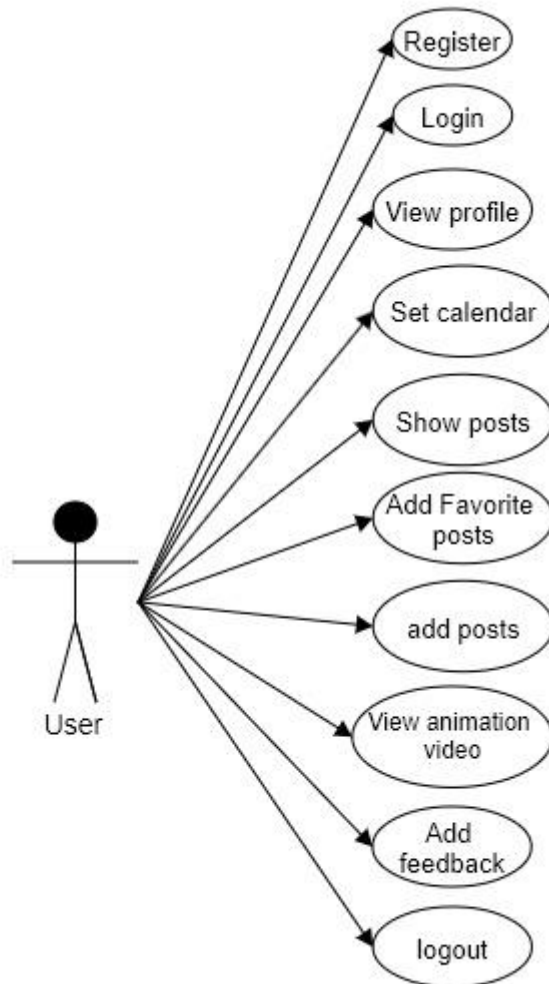 Register
Login
View profile
Set calendar
Show posts
Add Favorite
posts
add posts
View animation
video
Add
feedback
logout
User